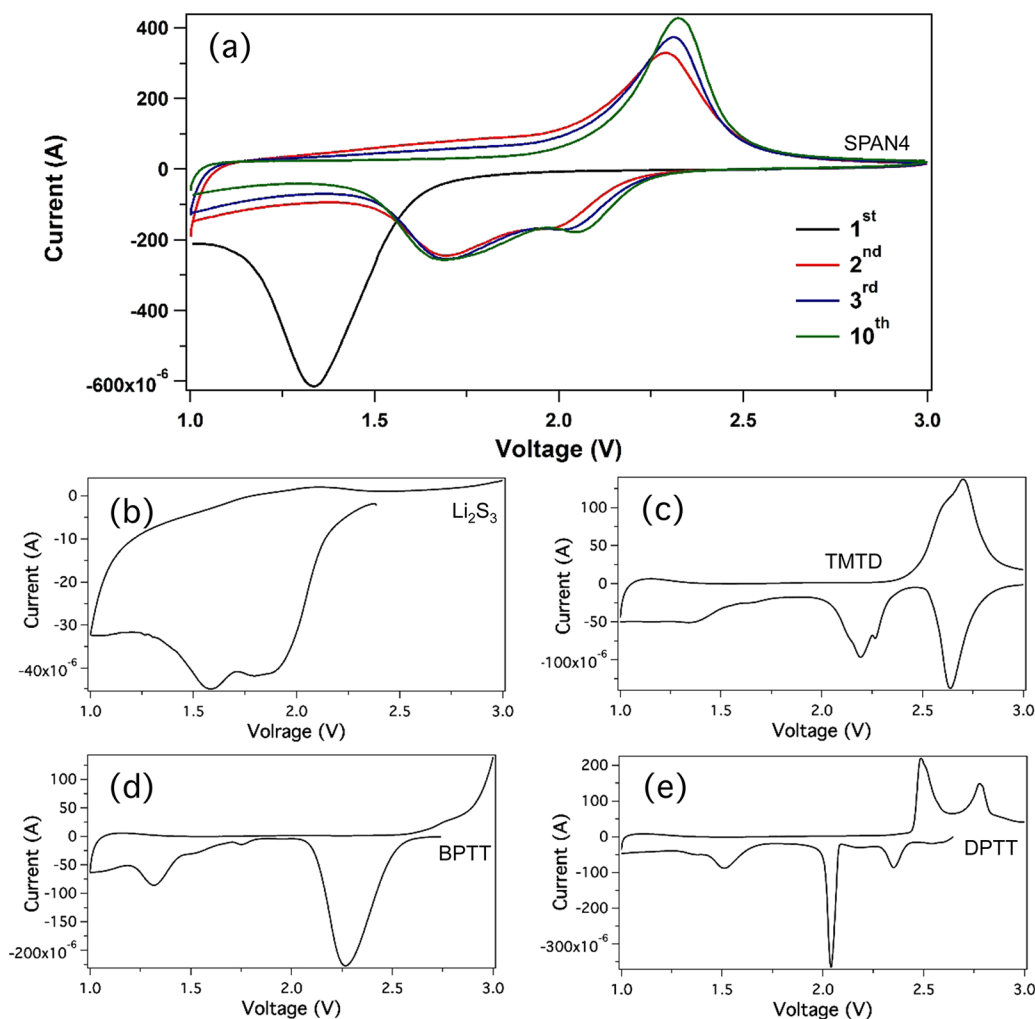 (a)
Current (A)
400
200
0
-200
-400
-600x10⁻⁶
SPAN4
1ˢᵗ
2ⁿᵈ
3ʳᵈ
10ᵗʰ
1.0 1.5 2.0 2.5 3.0
Voltage (V)
(b)
Li₂S₃
Current (A)
0
-10
-20
-30
-40x10⁻⁶
1.0 1.5 2.0 2.5 3.0
Volrage (V)
(c)
TMTD
Current (A)
100
50
0
-50
-100x10⁻⁶
1.0 1.5 2.0 2.5 3.0
Voltage (V)
(d)
BPTT
Current (A)
100
50
0
-50
-100
-150
-200x10⁻⁶
1.0 1.5 2.0 2.5 3.0
Voltage (V)
(e)
DPTT
Current (A)
200
100
0
-100
-200
-300x10⁻⁶
1.0 1.5 2.0 2.5 3.0
Voltage (V)